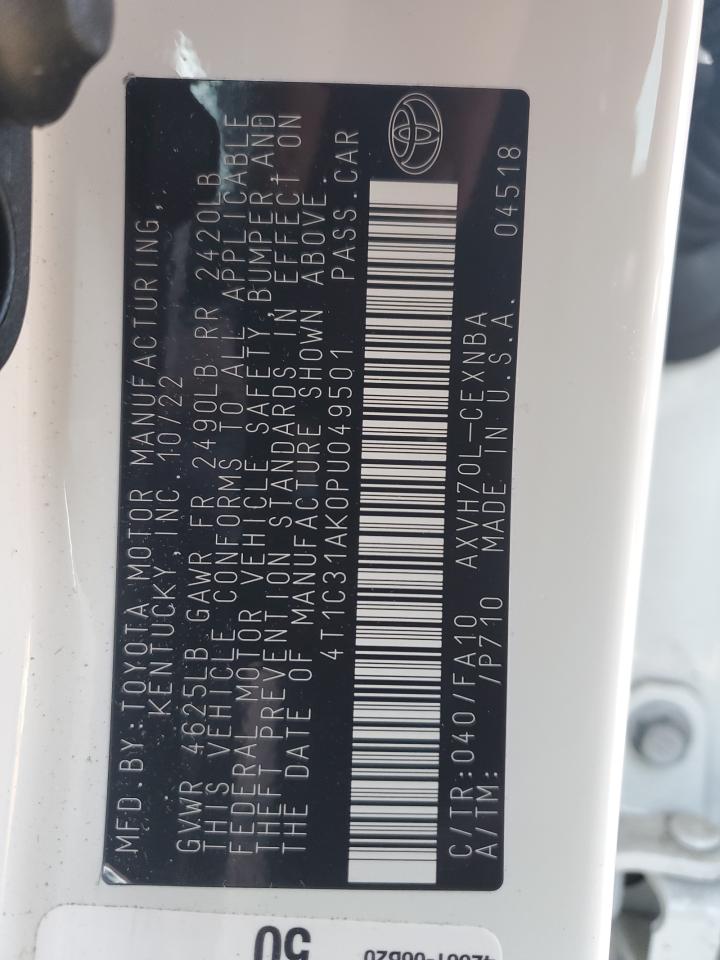 MFD.BY:TOYOTA MOTOR MANUFACTURING,
KENTUCKY,INC. 10/22
GVWR 4625LB GAWR FR 2490LB RR 2420LB
THIS VEHICLE CONFORMS TO ALL APPLICABLE
FEDERAL MOTOR VEHICLE SAFETY,BUMPER,AND
THEFT PREVENTION STANDARDS IN EFFECT ON
THE DATE OF MANUFACTURE SHOWN ABOVE
4T1C31AK0PU049501 PASS.CAR
C/TR:040/FA10 AXVH70L-CEXNBA
A/TM: /P710 MADE IN U.S.A. 04518
50